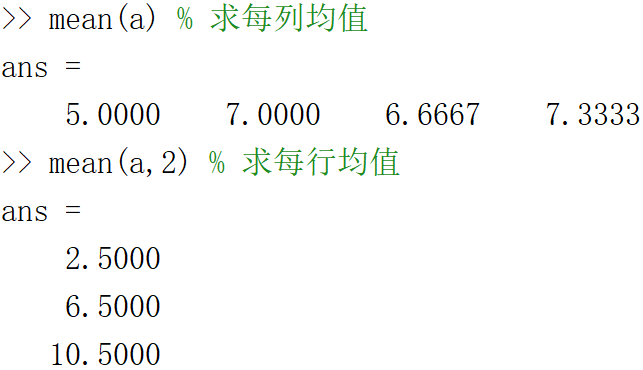 >> mean(a) % 求每列均值
ans =
5.0000 7.0000 6.6667 7.3333
>> mean(a,2) % 求每行均值
ans =
2.5000
6.5000
10.5000